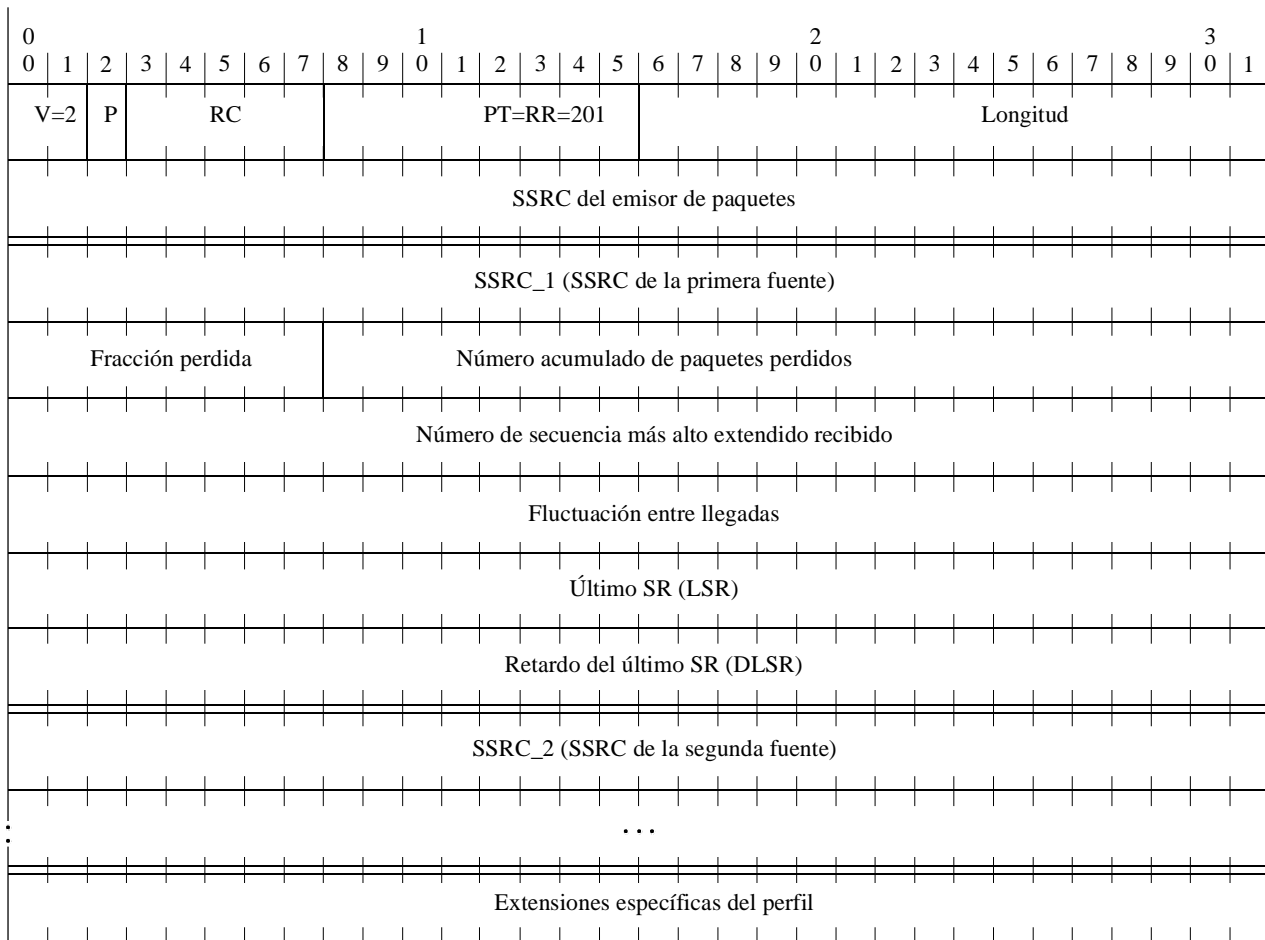 0 1 2 3
0 1 2 3 4 5 6 7 8 9 0 1 2 3 4 5 6 7 8 9 0 1 2 3 4 5 6 7 8 9 0 1
V=2 P RC PT=RR=201 Longitud
SSRC del emisor de paquetes
SSRC_1 (SSRC de la primera fuente)
Fracción perdida Número acumulado de paquetes perdidos
Número de secuencia más alto extendido recibido
Fluctuación entre llegadas
Último SR (LSR)
Retardo del último SR (DLSR)
SSRC_2 (SSRC de la segunda fuente)
...
Extensiones específicas del perfil